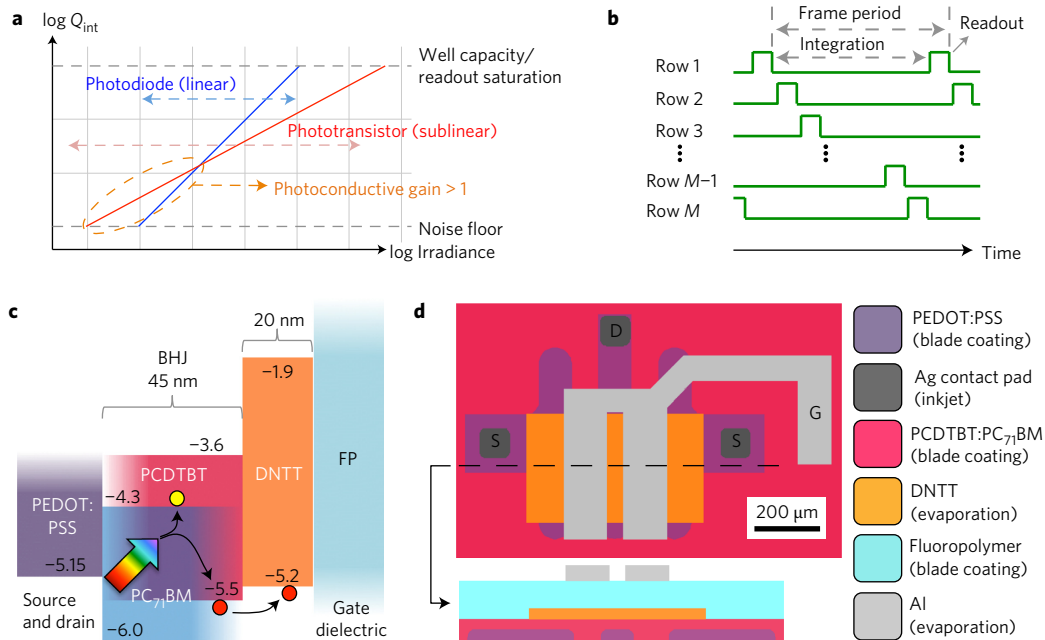 a
log Q_int
Well capacity/
readout saturation
Photodiode (linear)
Phototransistor (sublinear)
Photoconductive gain > 1
Noise floor
log Irradiance
b
Frame period
Readout
Integration
Row 1
Row 2
Row 3
Row M−1
Row M
Time
c
20 nm
BHJ
45 nm
−1.9
−3.6
PCDTBT
DNTT
FP
−4.3
PEDOT:
PSS
−5.15
−5.2
−5.5
PC₇₁BM
Source
and drain
−6.0
Gate
dielectric
d
D
G
S
S
200 µm
PEDOT:PSS
(blade coating)
Ag contact pad
(inkjet)
PCDTBT:PC₇₁BM
(blade coating)
DNTT
(evaporation)
Fluoropolymer
(blade coating)
Al
(evaporation)